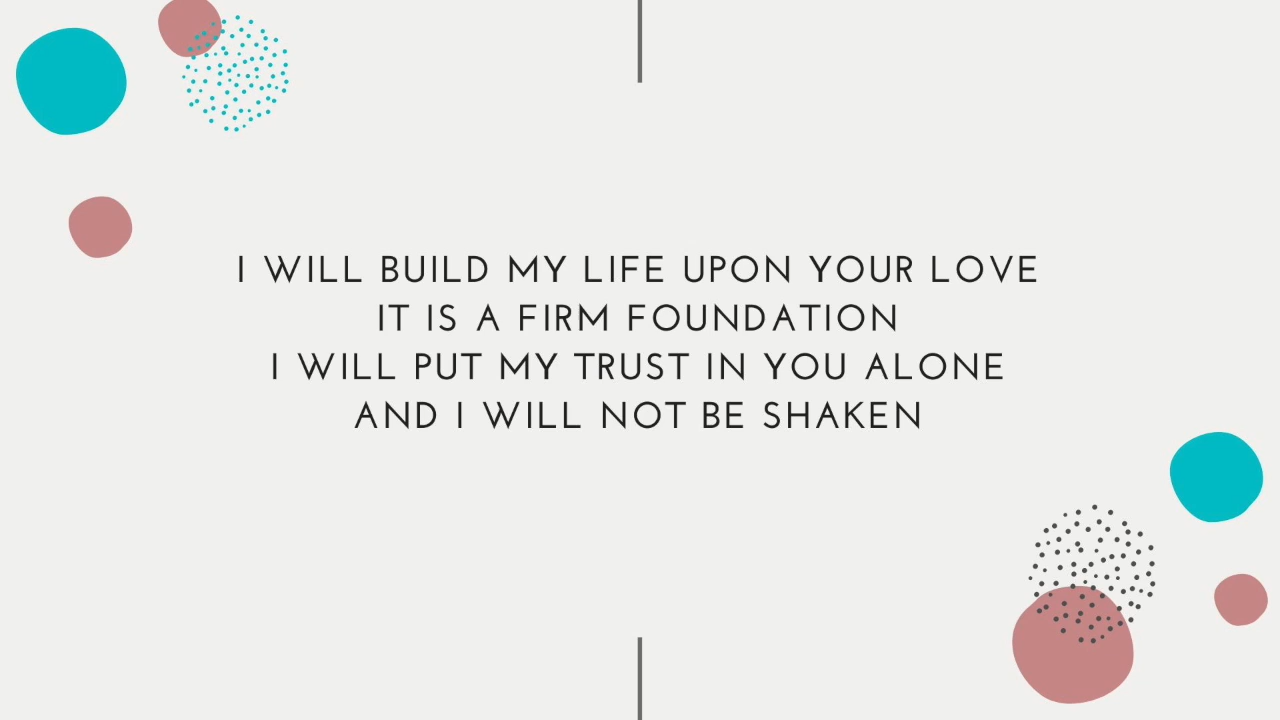 I WILL BUILD MY LIFE UPON YOUR LOVE
IT IS A FIRM FOUNDATION
I WILL PUT MY TRUST IN YOU ALONE
AND I WILL NOT BE SHAKEN